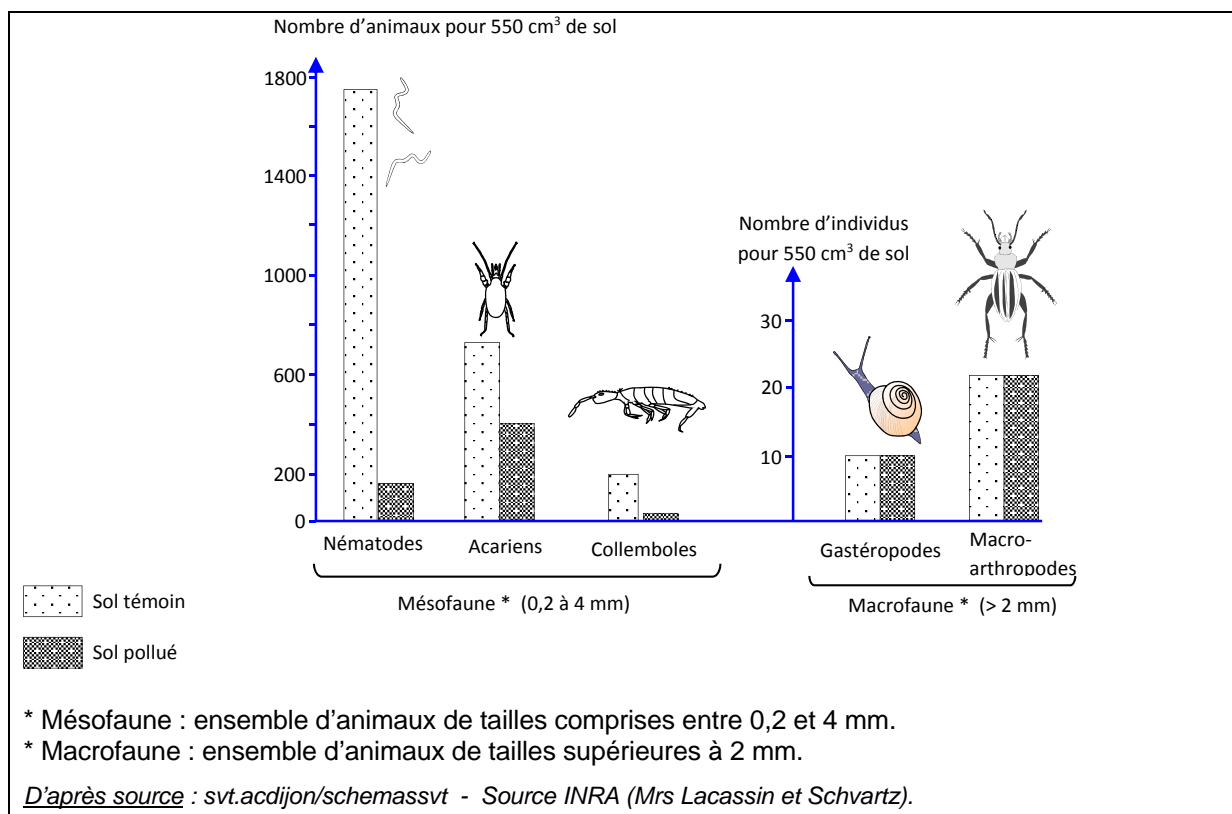 Nombre d'animaux pour 550 cm³ de sol
1800
1400
1000
600
200
0
Nématodes
Acariens
Collemboles
Mésofaune * (0,2 à 4 mm)
Nombre d'individus
pour 550 cm³ de sol
30
20
10
Gastéropodes
Macro-
arthropodes
Macrofaune * (> 2 mm)
Sol témoin
Sol pollué
* Mésofaune : ensemble d'animaux de tailles comprises entre 0,2 et 4 mm.
* Macrofaune : ensemble d'animaux de tailles supérieures à 2 mm.
D'après source : svt.acdijon/schemassvt - Source INRA (Mrs Lacassin et Schvartz).